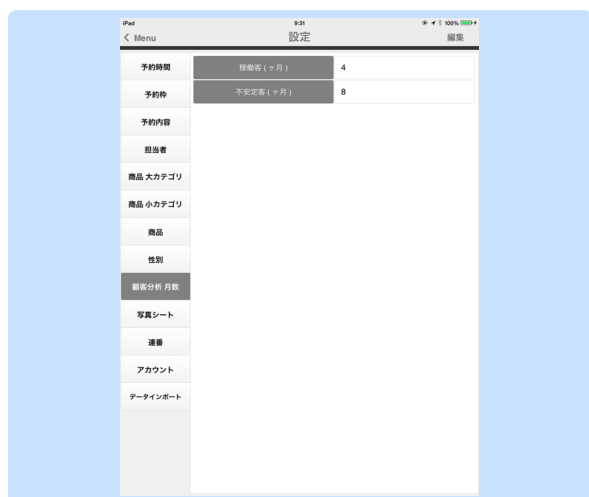 iPad 9:31 100%
Menu 設定 編集
予約時間 稼働客 ( ヶ月 ) 4
予約枠 不安定客 ( ヶ月 ) 8
予約内容
担当者
商品 大カテゴリ
商品 小カテゴリ
商品
性別
顧客分析 月数
写真シート
連番
アカウント
データインポート